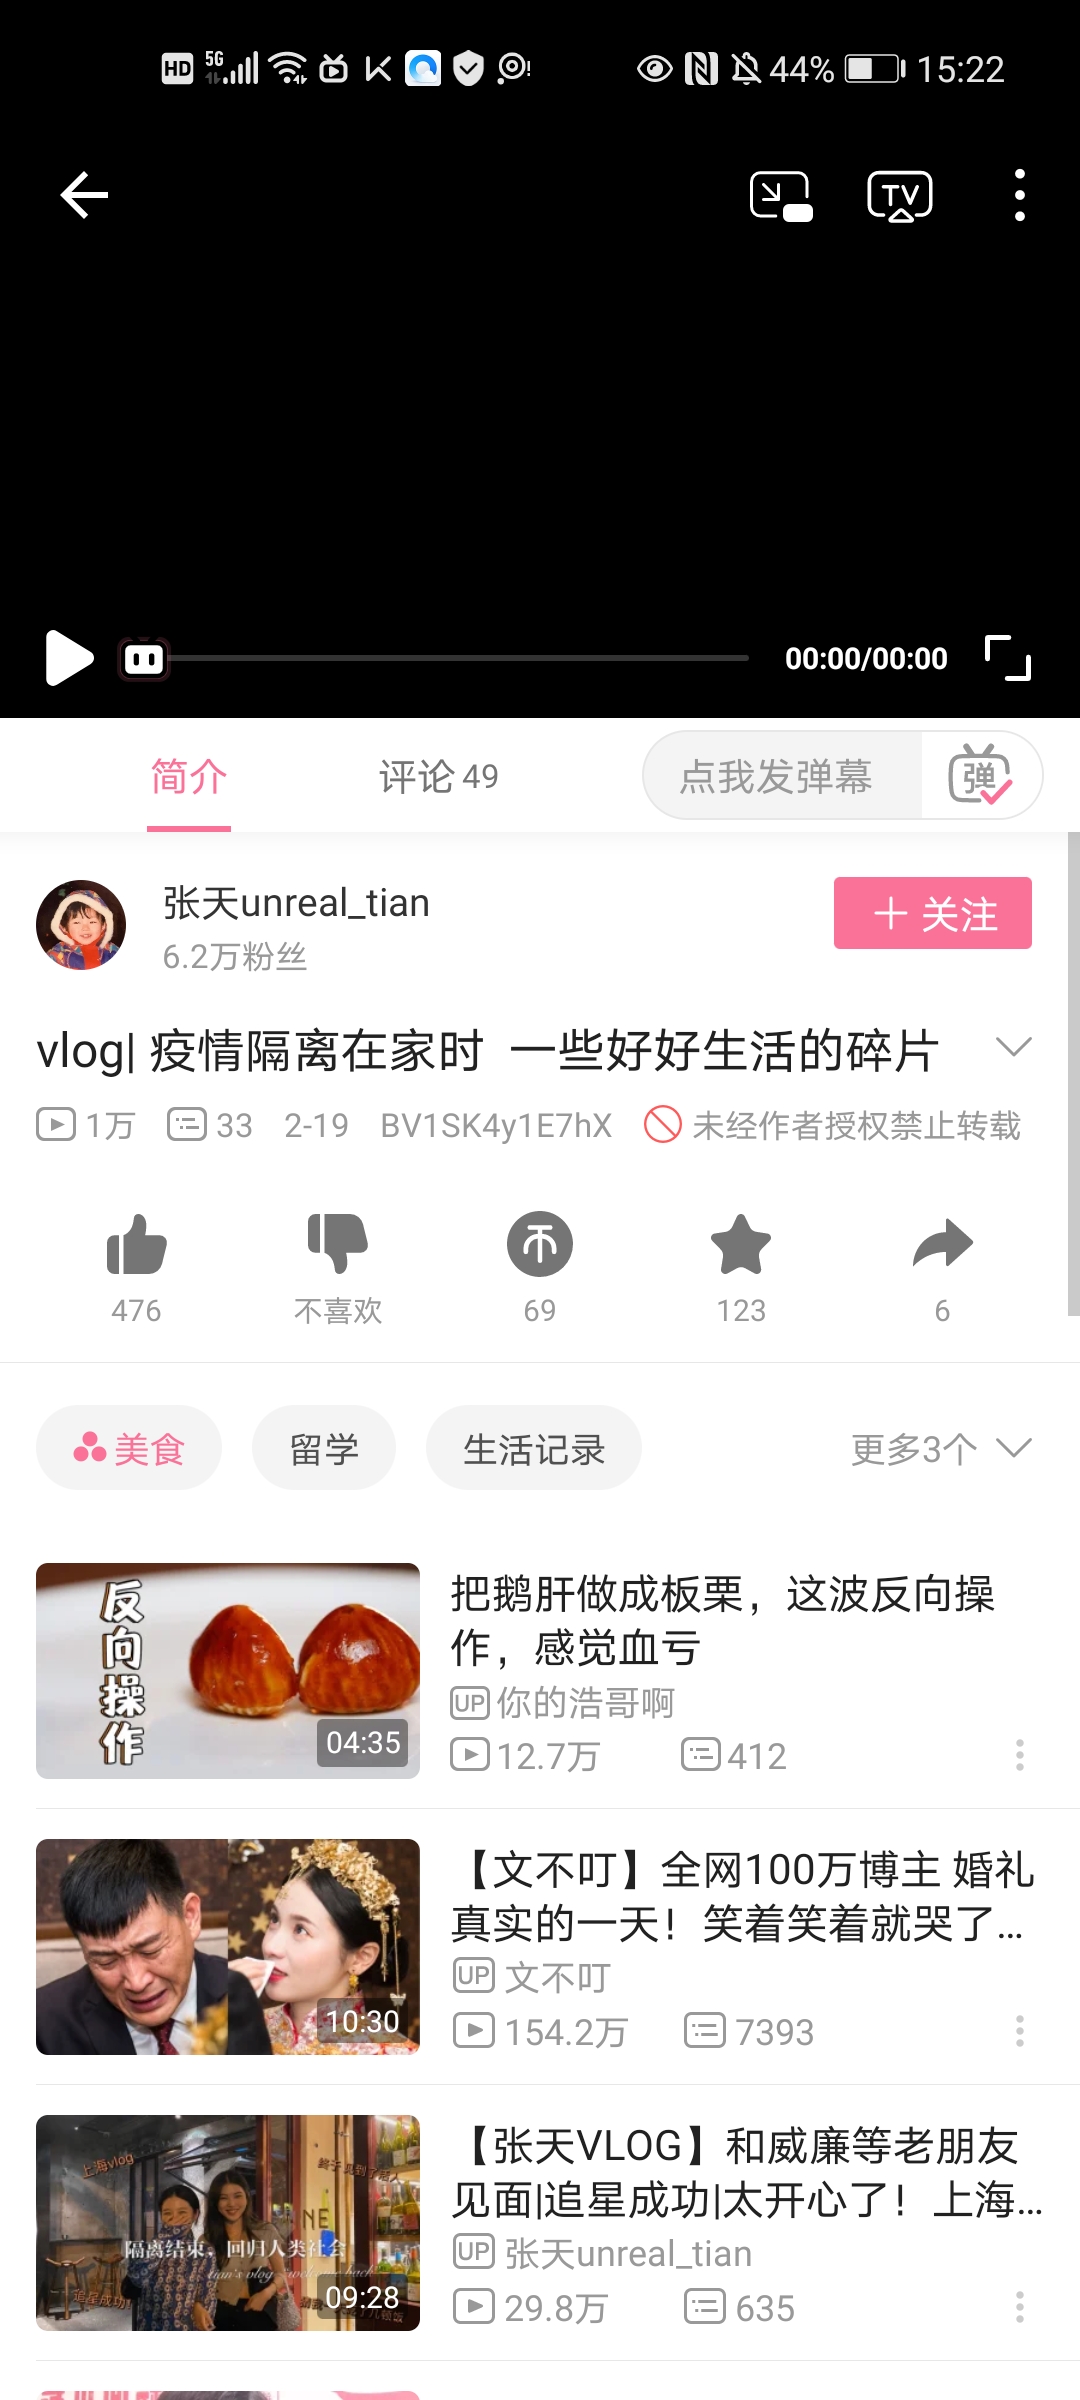 HD 5G 44% 15:22
TV
00:00/00:00
简介 评论 49 点我发弹幕 弹
张天unreal_tian
6.2万粉丝
关注
vlog| 疫情隔离在家时 一些好好生活的碎片
1万 33 2-19 BV1SK4y1E7hX 未经作者授权禁止转载
476 不喜欢 69 123 6
美食 留学 生活记录 更多3个
反向操作
04:35
把鹅肝做成板栗，这波反向操
作，感觉血亏
UP 你的浩哥啊
12.7万 412
10:30
【文不叮】全网100万博主 婚礼
真实的一天！笑着笑着就哭了...
UP 文不叮
154.2万 7393
上海vlog
隔离结束，回归人类社会
tian's vlog welcome back
追星成功!
09:28
【张天VLOG】和威廉等老朋友
见面|追星成功|太开心了！上海...
UP 张天unreal_tian
29.8万 635